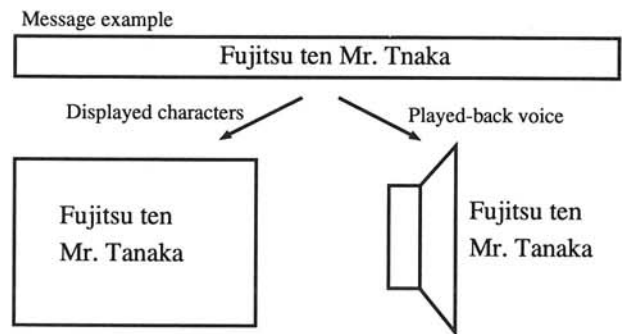 Message example
Fujitsu ten Mr. Tnaka
Displayed characters
Played-back voice
Fujitsu ten
Mr. Tanaka
Fujitsu ten
Mr. Tanaka